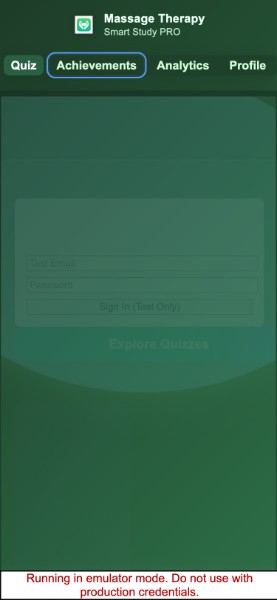 Massage Therapy
Smart Study PRO
Quiz Achievements Analytics Profile
Test Email
Password
Sign in (Test Only)
Explore Quizzes
Running in emulator mode. Do not use with
production credentials.